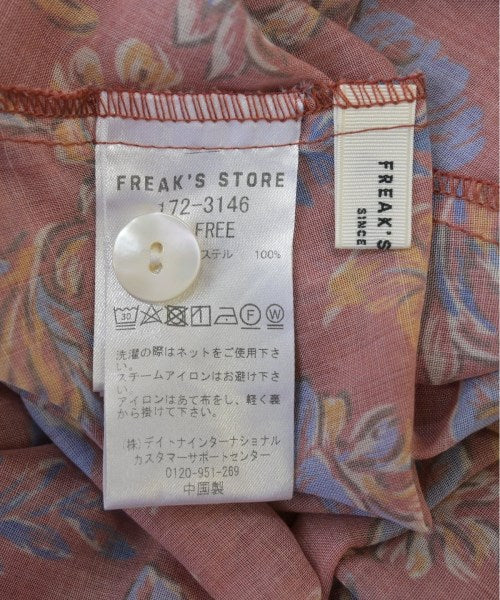 FREAK'S STORE
172-3146
FREE
ステル 100%
30 F W
洗濯の際はネットをご使用下さ
い。
スチームアイロンはお避け下さ
い
アイロンはあて布をし、軽く裏
から掛けて下さい。
(株)デイトナインターナショナル
カスタマーサポートセンター
0120-951-269
中国製
FREAK'S
SINCE